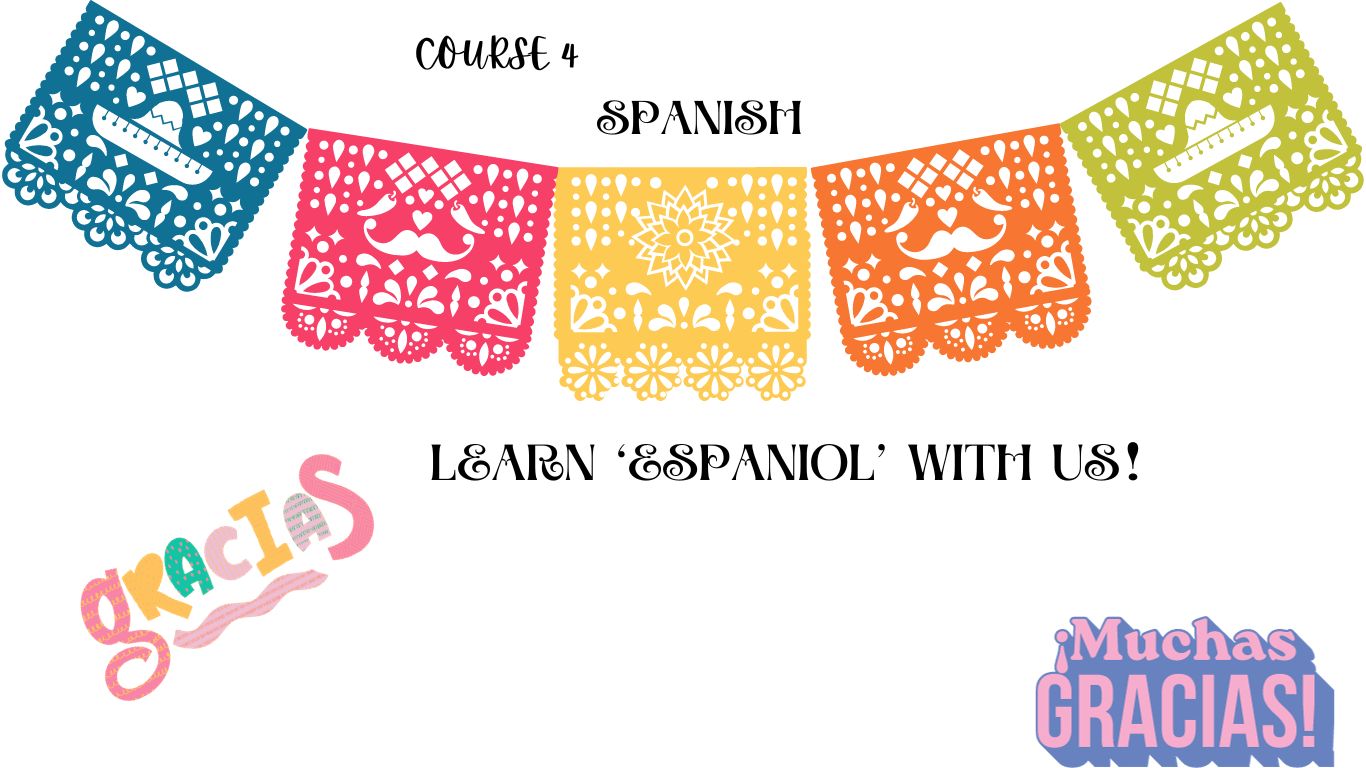 COURSE 4
SPANISH
LEARN ‘ESPANIOL’ WITH US!
gRACIAS
¡Muchas
GRACIAS!